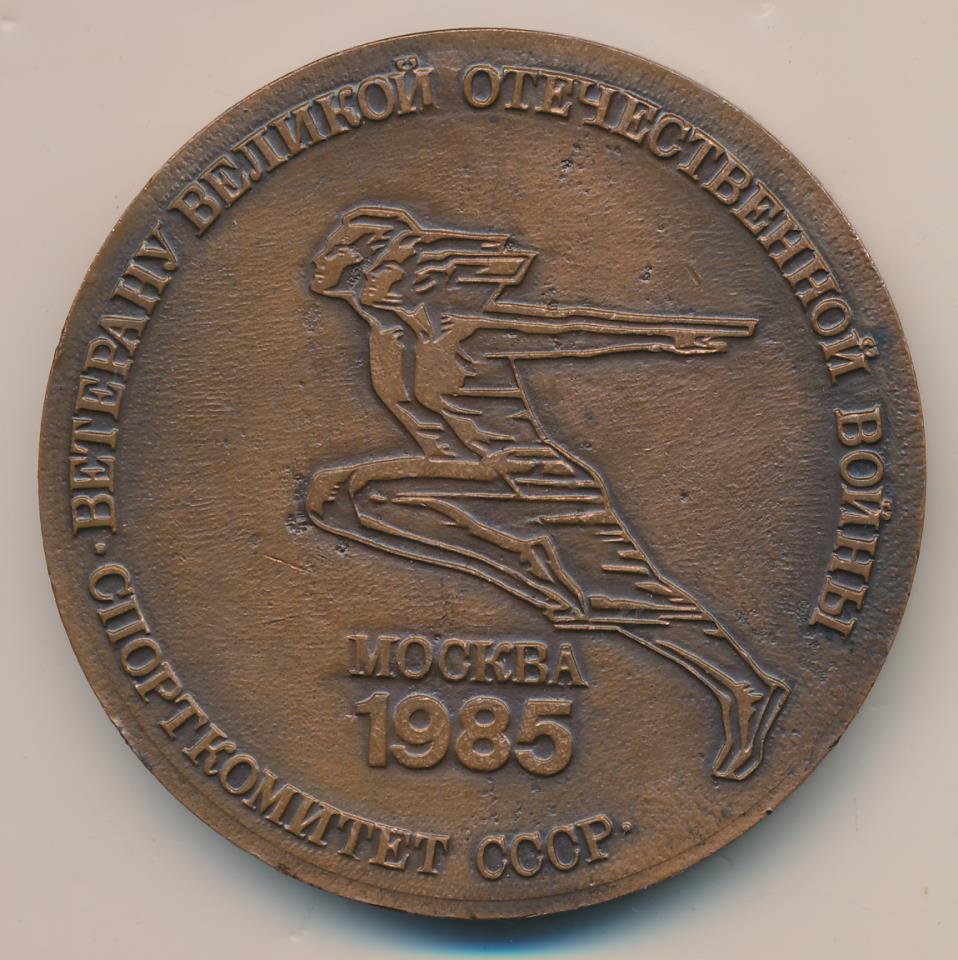 ВЕТЕРАНУ ВЕЛИКОЙ ОТЕЧЕСТВЕННОЙ ВОЙНЫ
· СПОРТКОМИТЕТ СССР·
МОСКВА
1985